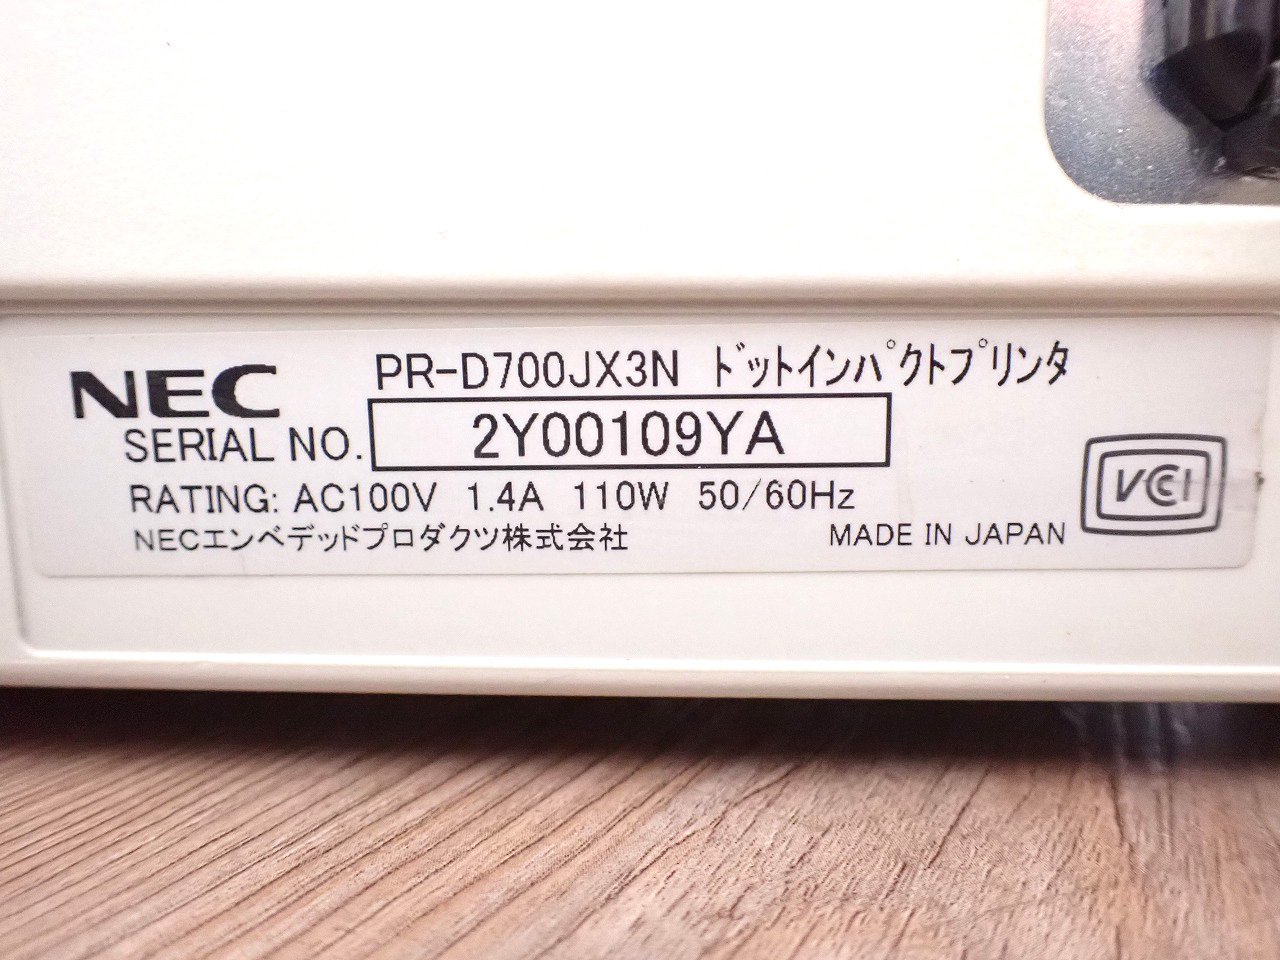 NEC PR-D700JX3N ﾄﾞｯﾄｲﾝﾊﾟｸﾄﾌﾟﾘﾝﾀ
SERIAL NO. 2Y00109YA
RATING: AC100V 1.4A 110W 50/60Hz
NECエンベデッドプロダクツ株式会社 MADE IN JAPAN
VCCI